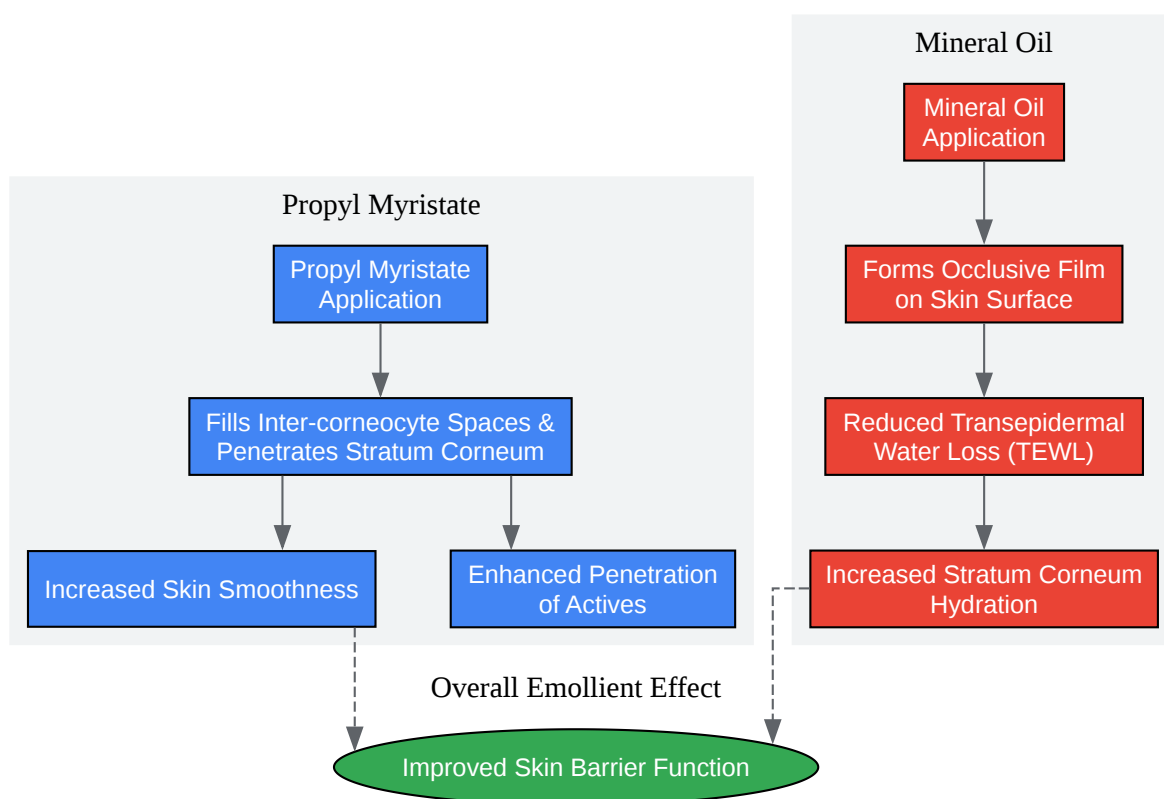 Propyl Myristate
Propyl Myristate
Application
Fills Inter-corneocyte Spaces &
Penetrates Stratum Corneum
Increased Skin Smoothness
Enhanced Penetration
of Actives
Mineral Oil
Mineral Oil
Application
Forms Occlusive Film
on Skin Surface
Reduced Transepidermal
Water Loss (TEWL)
Increased Stratum Corneum
Hydration
Overall Emollient Effect
Improved Skin Barrier Function